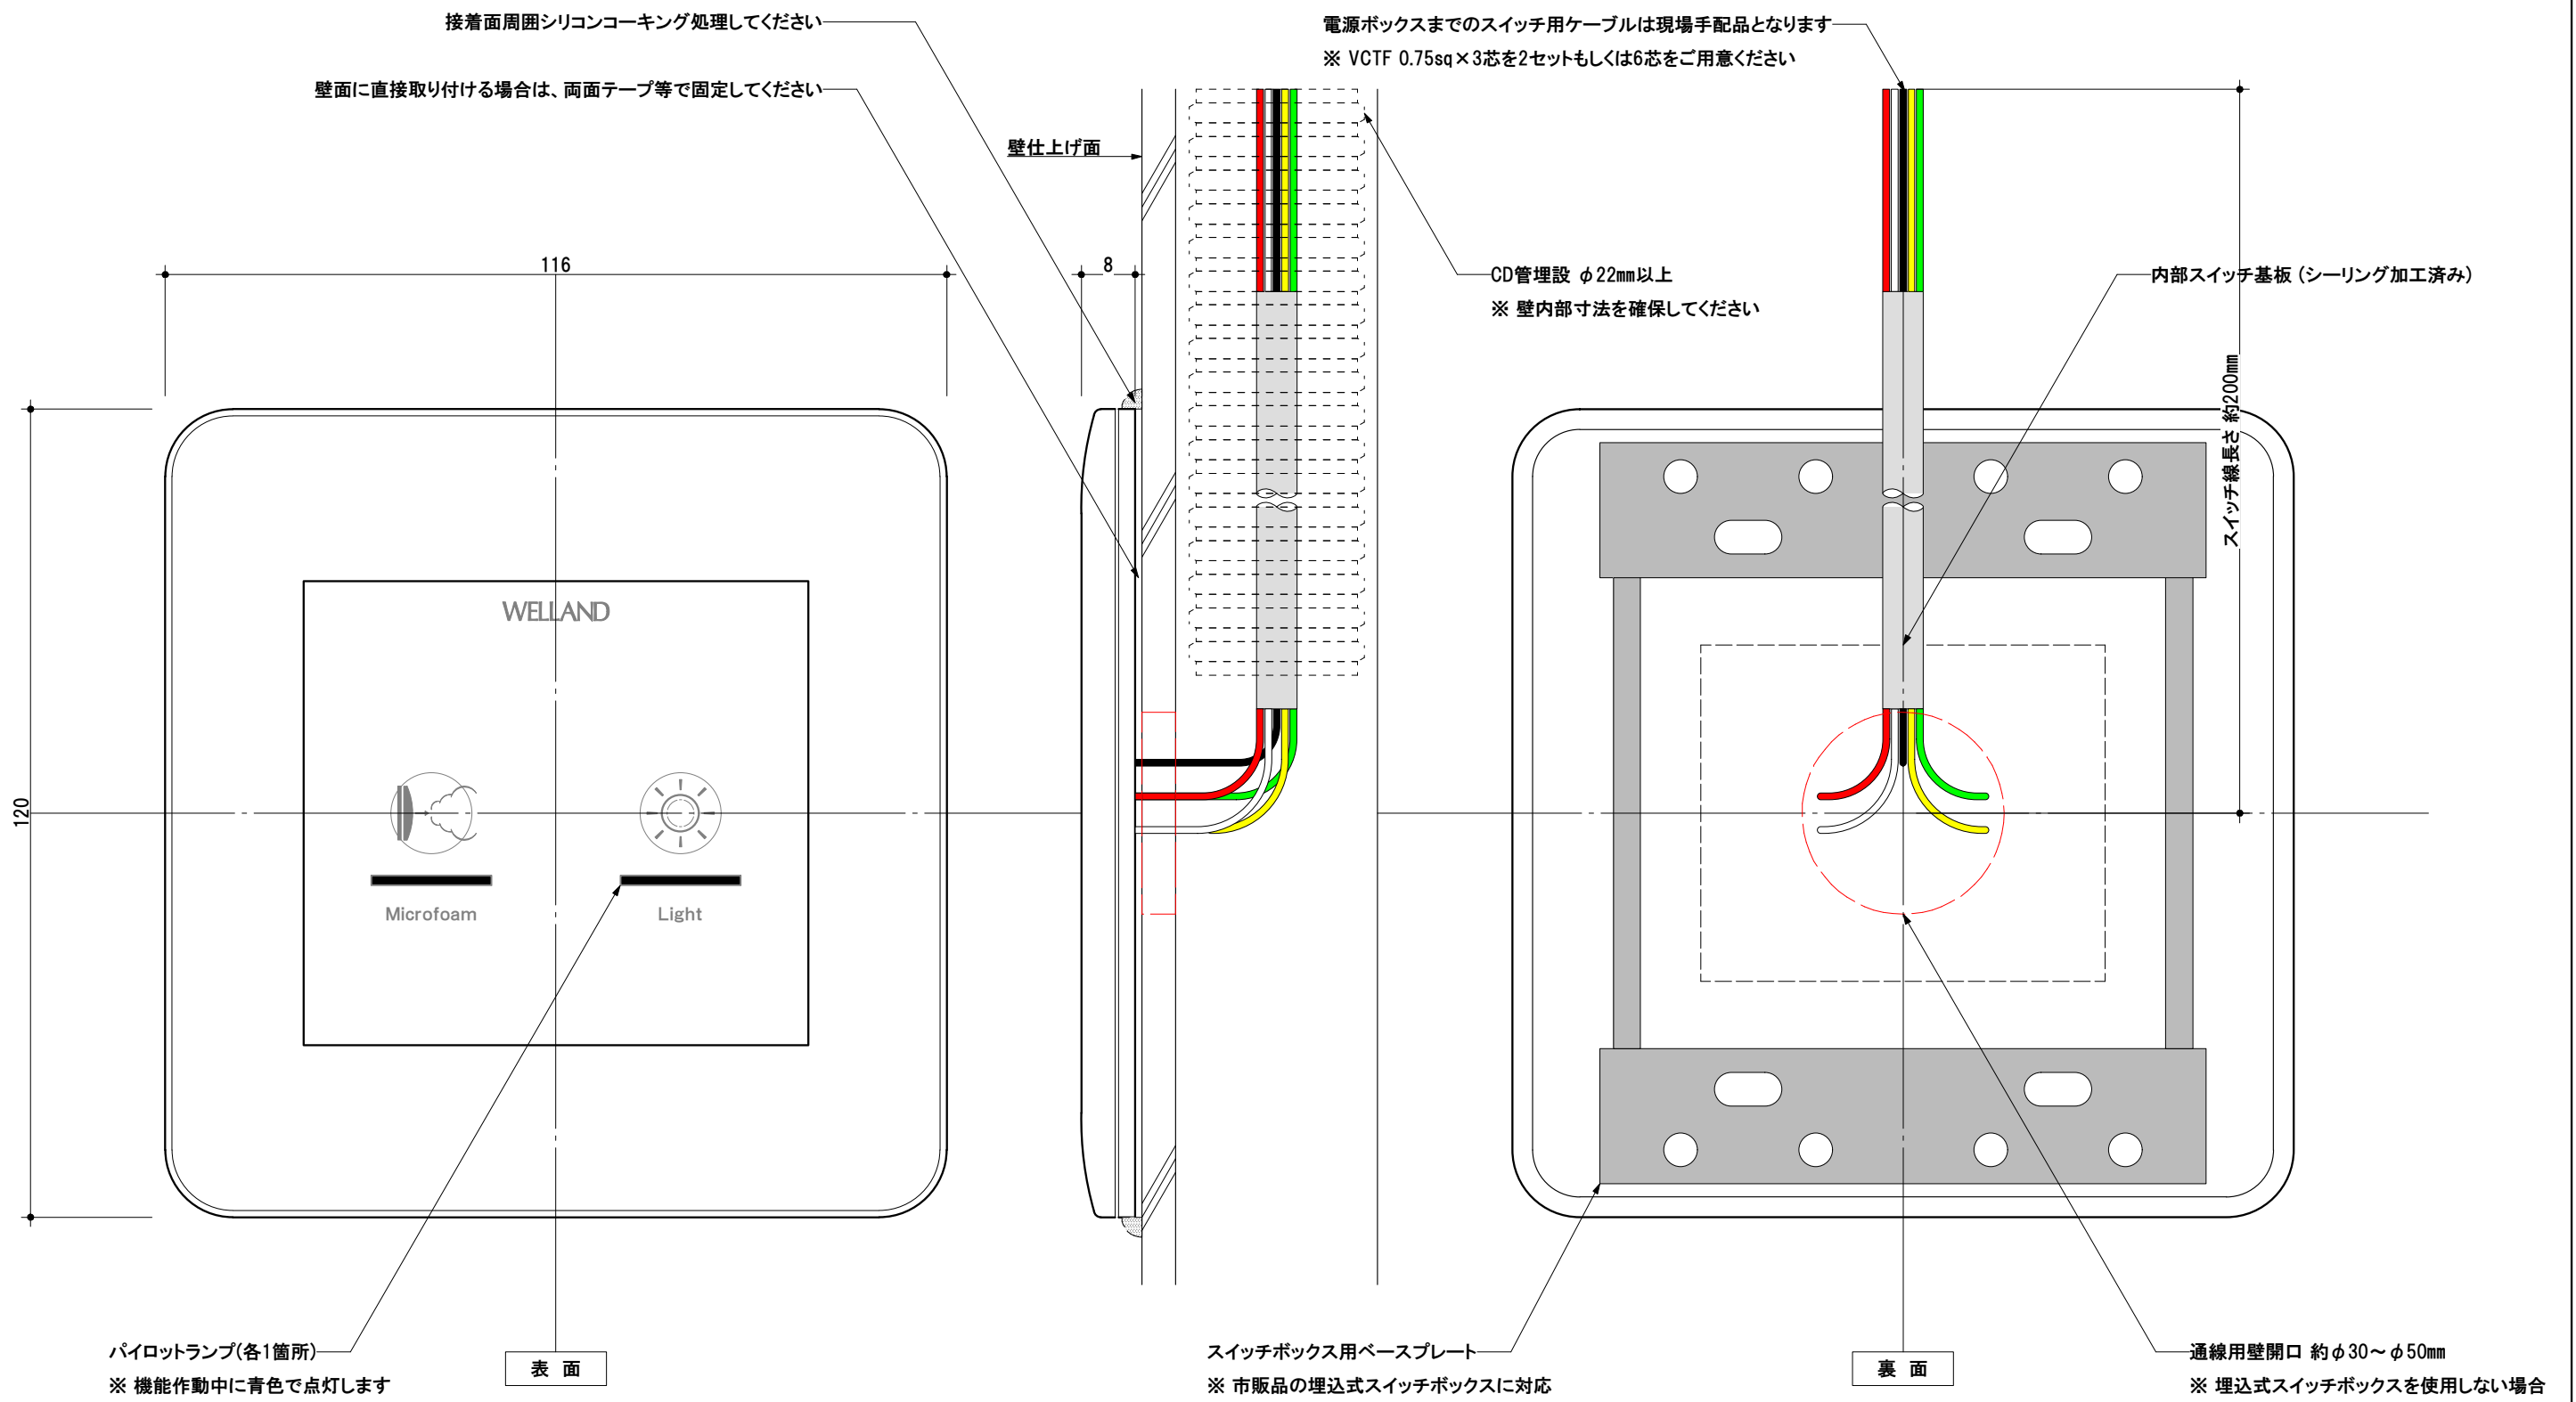 接着面周囲シリコンコーキング処理してください
壁面に直接取り付ける場合は、両面テープ等で固定してください
電源ボックスまでのスイッチ用ケーブルは現場手配品となります
※ VCTF 0.75sq×3芯を2セットもしくは6芯をご用意ください
壁仕上げ面
116
8
CD管埋設 φ22mm以上
※ 壁内部寸法を確保してください
内部スイッチ基板 (シーリング加工済み)
スイッチ線長さ 約200mm
WELLAND
120
Microfoam
Light
パイロットランプ(各1箇所)
※ 機能作動中に青色で点灯します
表 面
スイッチボックス用ベースプレート
※ 市販品の埋込式スイッチボックスに対応
裏 面
通線用壁開口 約φ30～φ50mm
※ 埋込式スイッチボックスを使用しない場合